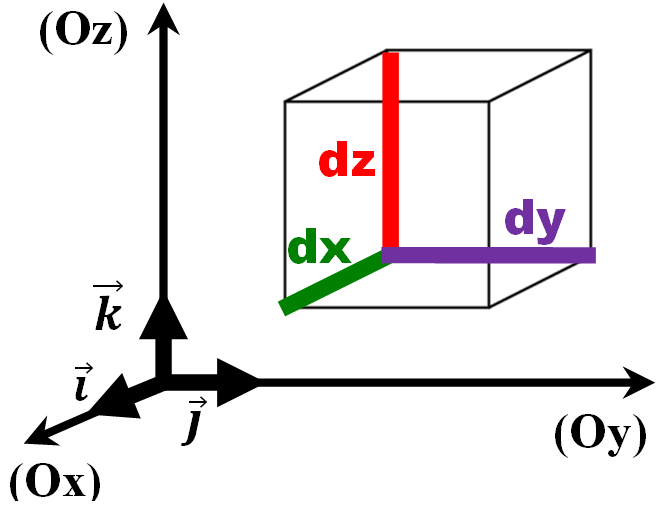 (Oz)
dz
dy
dx
k⃗
i⃗
j⃗
(Oy)
(Ox)